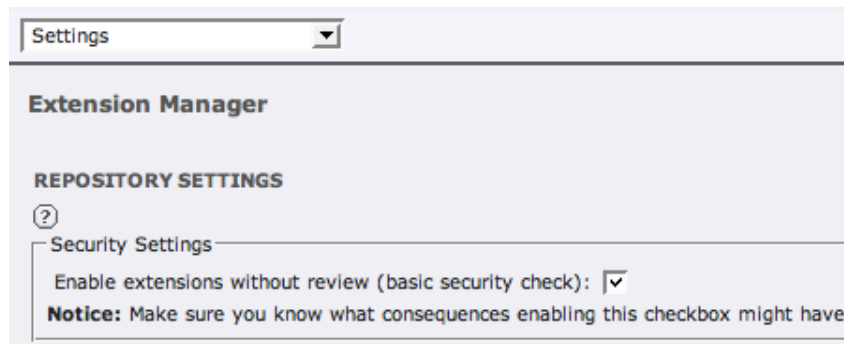 Settings
Extension Manager
REPOSITORY SETTINGS
?
Security Settings
Enable extensions without review (basic security check):
Notice: Make sure you know what consequences enabling this checkbox might have